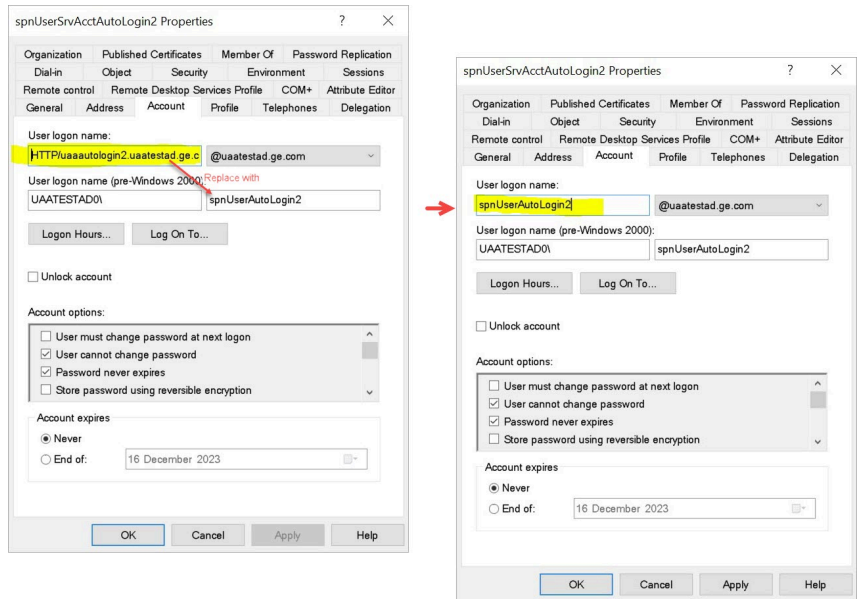 spnUserSrvAcctAutoLogin2 Properties ? ×
Organization Published Certificates Member Of Password Replication
Dial-in Object Security Environment Sessions
Remote control Remote Desktop Services Profile COM+ Attribute Editor
General Address Account Profile Telephones Delegation
User logon name:
HTTP/uaaautologin2.uaatestad.ge.c @uaatestad.ge.com
User logon name (pre-Windows 2000): Replace with
UAATESTAD0\ spnUserAutoLogin2
Logon Hours... Log On To...
Unlock account
Account options:
User must change password at next logon
User cannot change password
Password never expires
Store password using reversible encryption
Account expires
Never
End of: 16 December 2023
OK Cancel Apply Help
spnUserSrvAcctAutoLogin2 Properties ? ×
Organization Published Certificates Member Of Password Replication
Dial-in Object Security Environment Sessions
Remote control Remote Desktop Services Profile COM+ Attribute Editor
General Address Account Profile Telephones Delegation
User logon name:
spnUserAutoLogin2 @uaatestad.ge.com
User logon name (pre-Windows 2000):
UAATESTAD0\ spnUserAutoLogin2
Logon Hours... Log On To...
Unlock account
Account options:
User must change password at next logon
User cannot change password
Password never expires
Store password using reversible encryption
Account expires
Never
End of: 16 December 2023
OK Cancel Apply Help